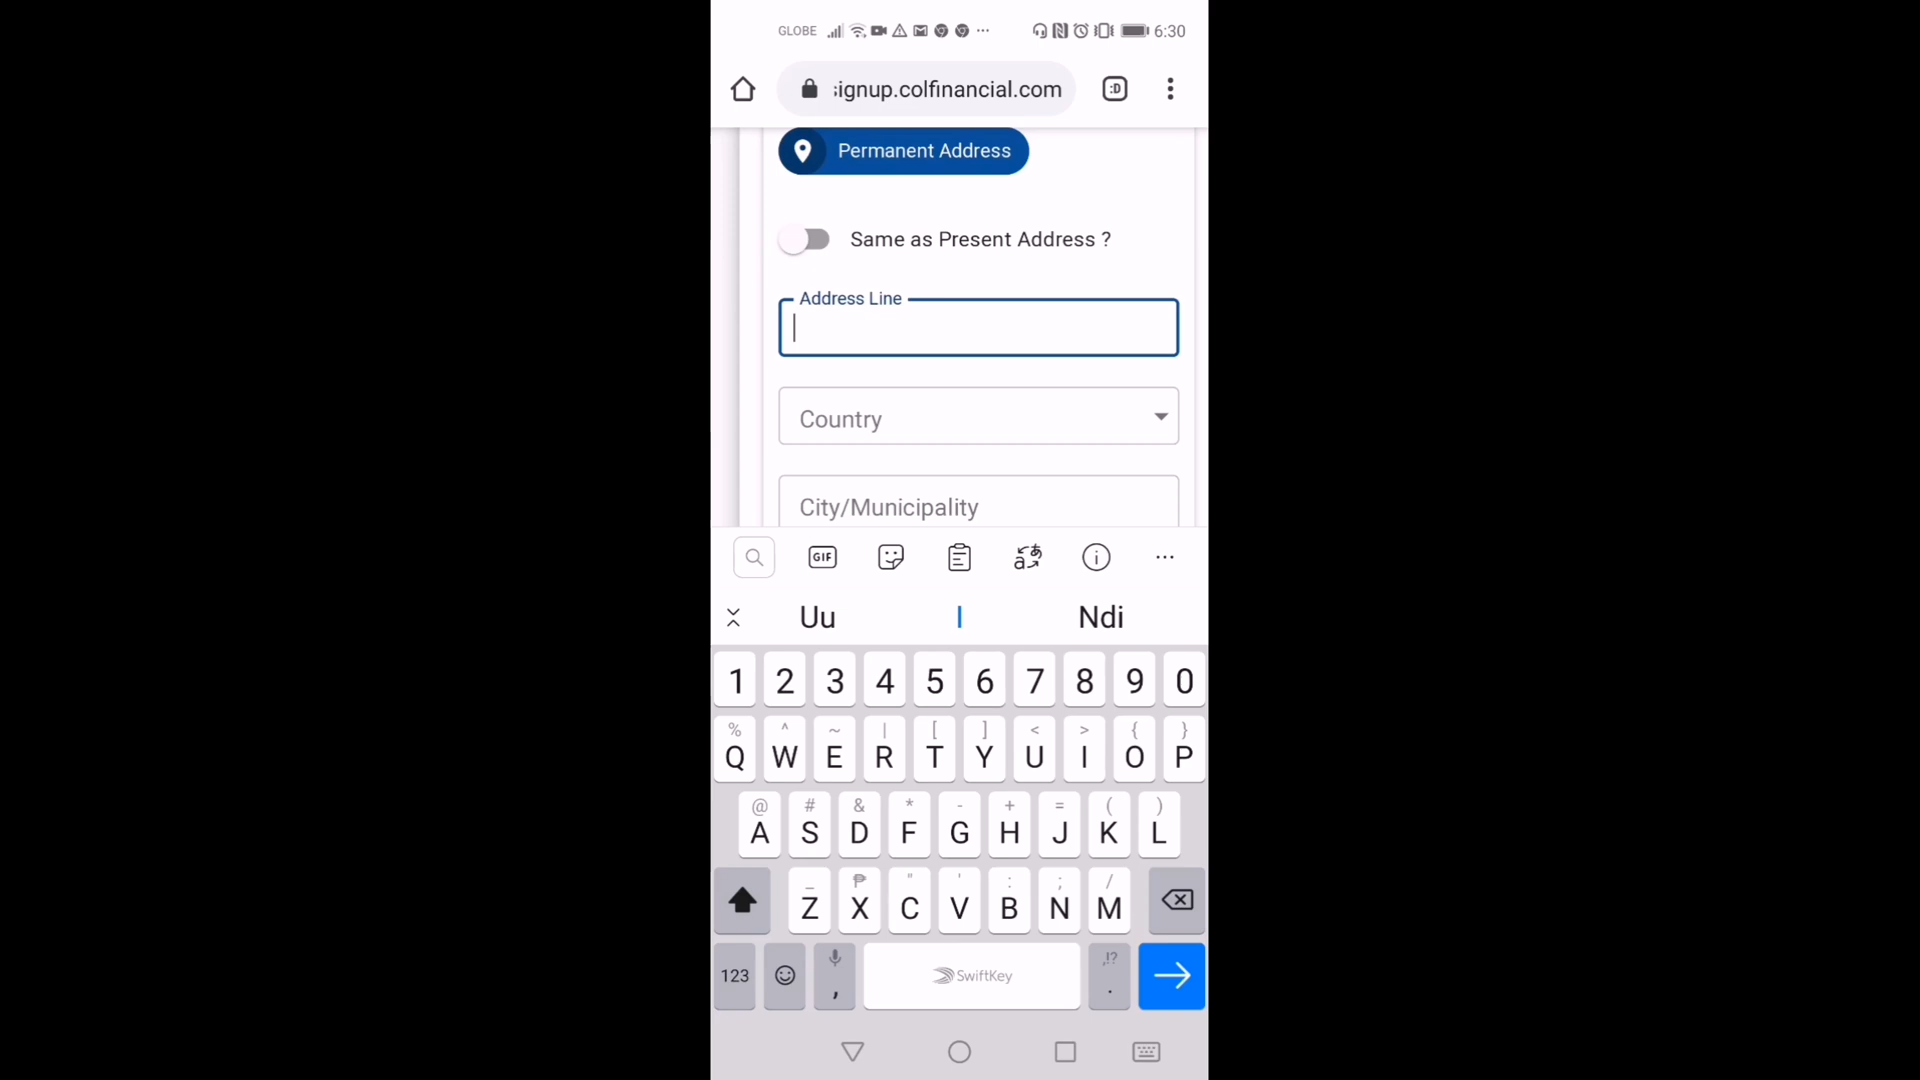 GLOBE 6:30
:ignup.colfinancial.com :D
Permanent Address
Same as Present Address ?
Address Line
Country
City/Municipality
GIF
Uu I Ndi
1 2 3 4 5 6 7 8 9 0
% ^ ~ | [ ] < > { }
Q W E R T Y U I O P
@ # & * - + = ( )
A S D F G H J K L
_ ₱ " ' : ; /
Z X C V B N M
123 , SwiftKey ,!? .